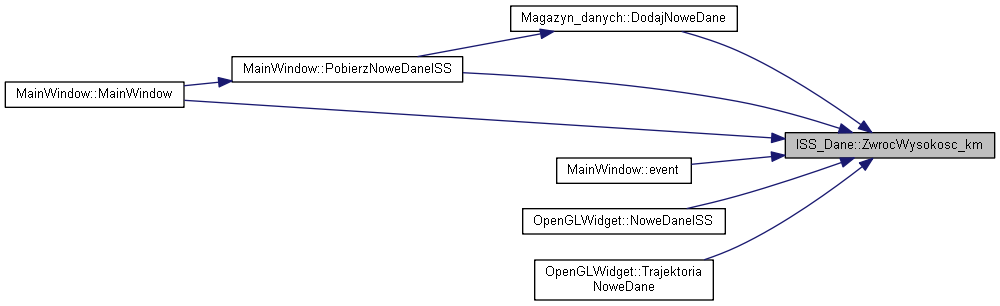 Magazyn_danych::DodajNoweDane
MainWindow::PobierzNoweDaneISS
MainWindow::MainWindow
ISS_Dane::ZwrocWysokosc_km
MainWindow::event
OpenGLWidget::NoweDaneISS
OpenGLWidget::Trajektoria
NoweDane